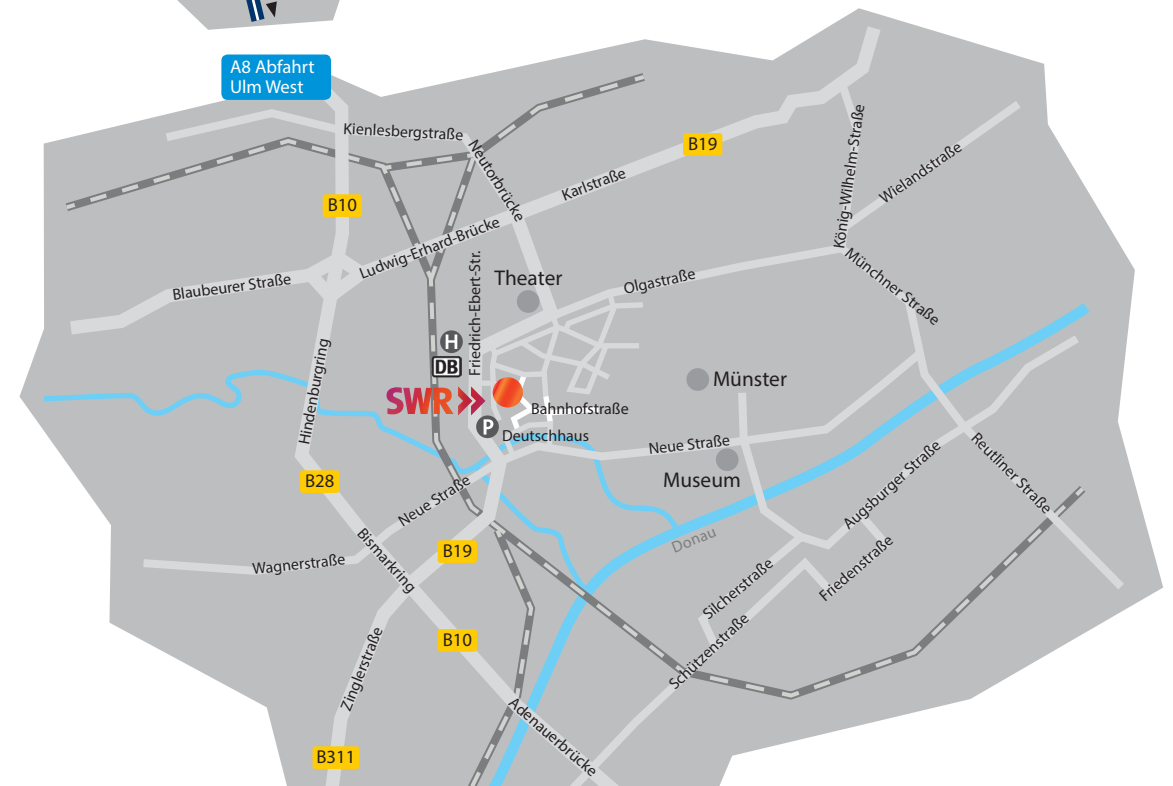 A8 Abfahrt
Ulm West
Kienlesbergstraße
Neutorbrücke
B19
Karlstraße
König-Wilhelm-Straße
Wielandstraße
B10
Ludwig-Erhard-Brücke
Blaubeurer Straße
Friedrich-Ebert-Str.
Theater
Olgastraße
Münchner Straße
H
DB
Hindenburgring
SWR
Münster
Bahnhofstraße
P
Deutschhaus
Neue Straße
Museum
B28
Neue Straße
Augsburger Straße
Reutliner Straße
Donau
Bismarkring
B19
Wagnerstraße
Friedenstraße
Silcherstraße
B10
Zinglerstraße
Schützenstraße
Adenauerbrücke
B311